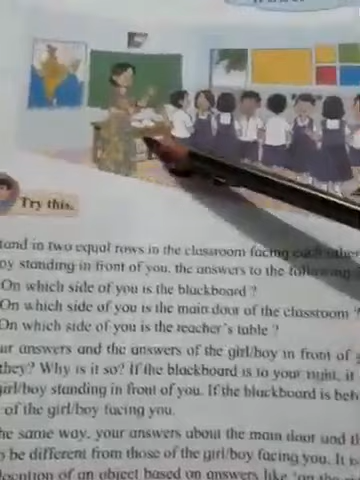 Try this.
tand in two equal rows in the classroom facing each other
oy standing in front of you, the answers to the following
On which side of you is the blackboard ?
On which side of you is the main door of the classroom ?
On which side of you is the teacher's table ?
ur answers and the answers of the girl/boy in front of
they? Why is it so? If the blackboard is to your right, it
girl/boy standing in front of you. If the blackboard is beh
of the girl/boy facing you.
he same way, your answers about the main door and th
o be different from those of the girl/boy facing you. It is
location of an object based on answers like 'on the